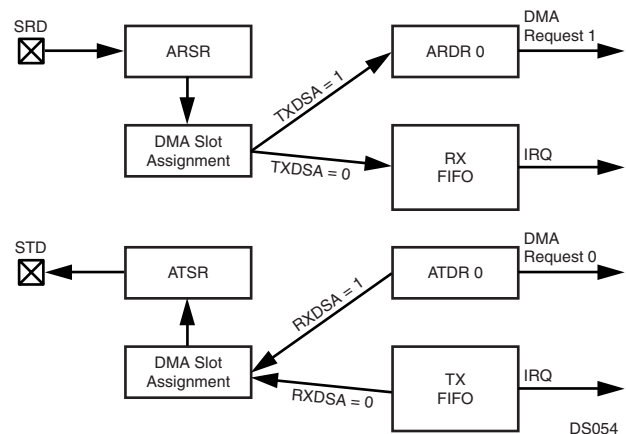 SRD
ARSR
TXDSA = 1
ARDR 0
DMA
Request 1
DMA Slot
Assignment
TXDSA = 0
RX
FIFO
IRQ
STD
ATSR
RXDSA = 1
ATDR 0
DMA
Request 0
DMA Slot
Assignment
RXDSA = 0
TX
FIFO
IRQ
DS054